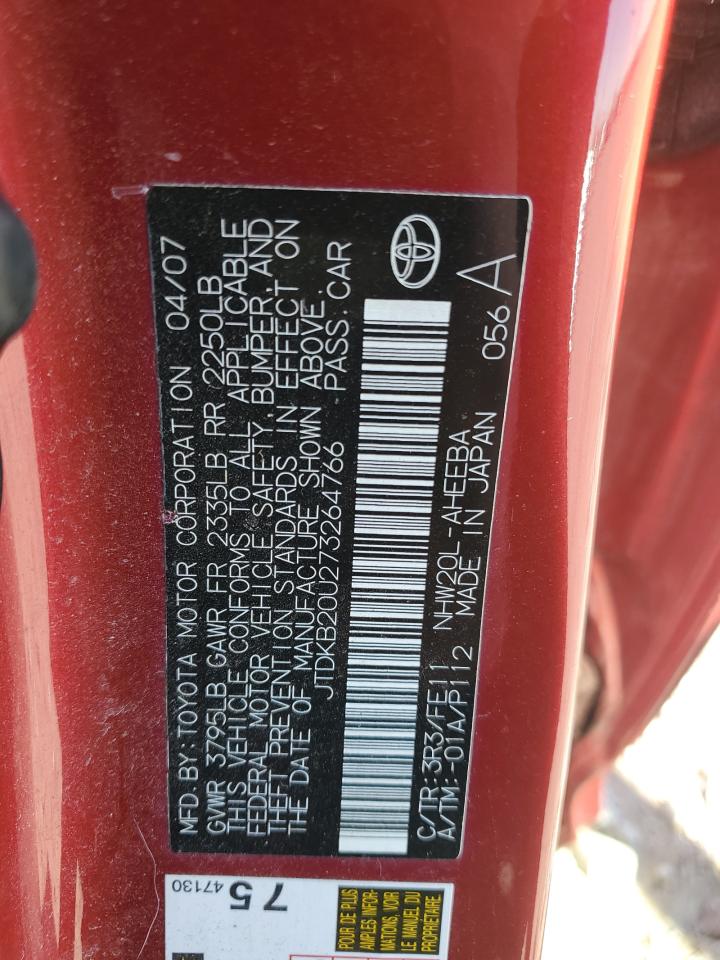 MFD. BY: TOYOTA MOTOR CORPORATION 04/07
GVWR 3795LB GAWR FR 2335LB RR 2250LB
THIS VEHICLE CONFORMS TO ALL APPLICABLE
FEDERAL MOTOR VEHICLE SAFETY, BUMPER, AND
THEFT PREVENTION STANDARDS IN EFFECT ON
THE DATE OF MANUFACTURE SHOWN ABOVE.
JTDKB20U273264766 PASS. CAR
C/TR: 3R3/FE11 NHW20L-AHEEBA
A/TM: -01A/P112 MADE IN JAPAN 056 A
75
47130
POUR DE PLUS
AMPLES INFOR-
MATIONS, VOIR
LE MANUEL DU
PROPRIÉTAIRE